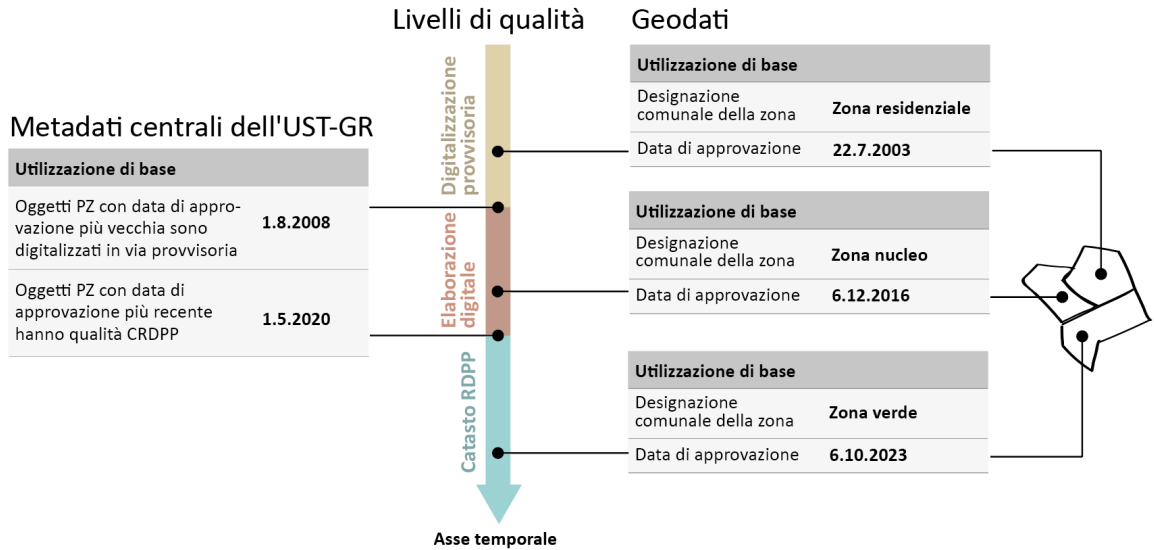 Livelli di qualità
Geodati
Metadati centrali dell'UST-GR
Utilizzazione di base
Oggetti PZ con data di appro-
vazione più vecchia sono
digitalizzati in via provvisoria
1.8.2008
Oggetti PZ con data di
approvazione più recente
hanno qualità CRDPP
1.5.2020
Digitalizzazione
provvisoria
Elaborazione
digitale
Catasto RDPP
Asse temporale
Utilizzazione di base
Designazione
comunale della zona
Zona residenziale
Data di approvazione
22.7.2003
Utilizzazione di base
Designazione
comunale della zona
Zona nucleo
Data di approvazione
6.12.2016
Utilizzazione di base
Designazione
comunale della zona
Zona verde
Data di approvazione
6.10.2023